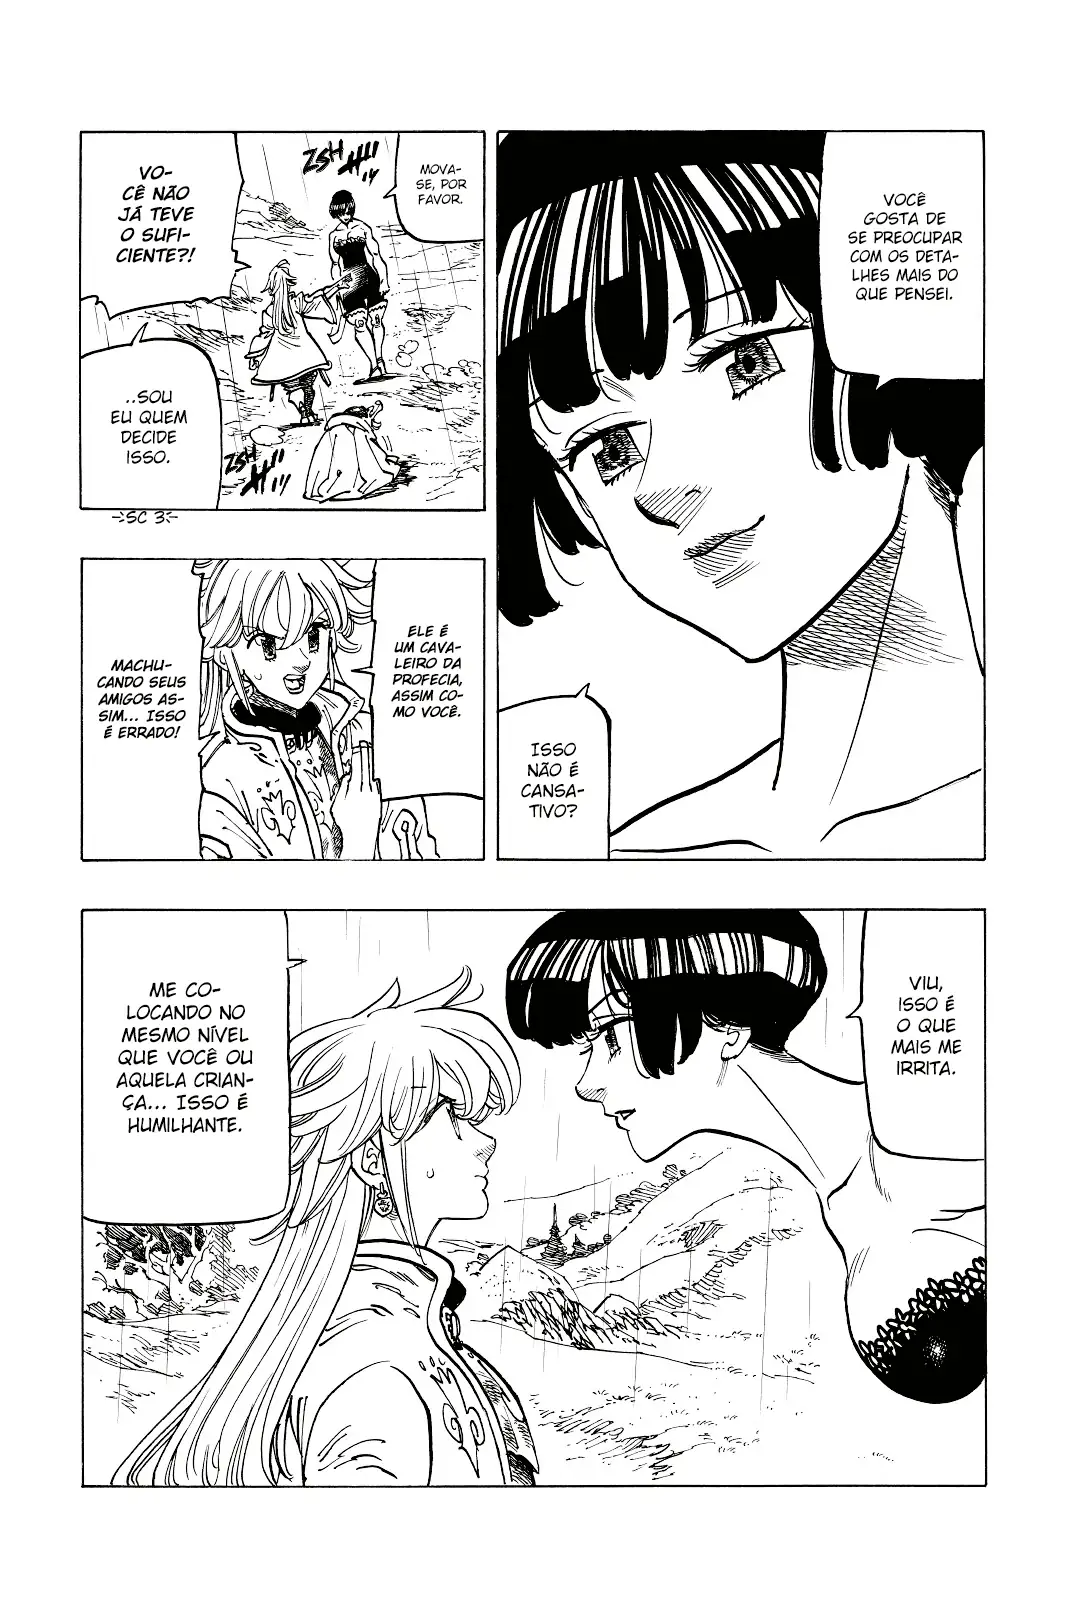 VOCÊ
GOSTA DE
SE PREOCUPAR
COM OS DETA-
LHES MAIS DO
QUE PENSEI.
ISSO
NÃO É
CANSA-
TIVO?
MOVA-
SE, POR
FAVOR.
ZSH
VO-
CÊ NÃO
JÁ TEVE
O SUFI-
CIENTE?!
..SOU
EU QUEM
DECIDE
ISSO.
ZSH
SC 3
ELE É
UM CAVA-
LEIRO DA
PROFECIA,
ASSIM CO-
MO VOCÊ.
MACHU-
CANDO SEUS
AMIGOS AS-
SIM... ISSO
É ERRADO!
VIU,
ISSO É
O QUE
MAIS ME
IRRITA.
ME CO-
LOCANDO NO
MESMO NÍVEL
QUE VOCÊ OU
AQUELA CRIAN-
ÇA... ISSO É
HUMILHANTE.